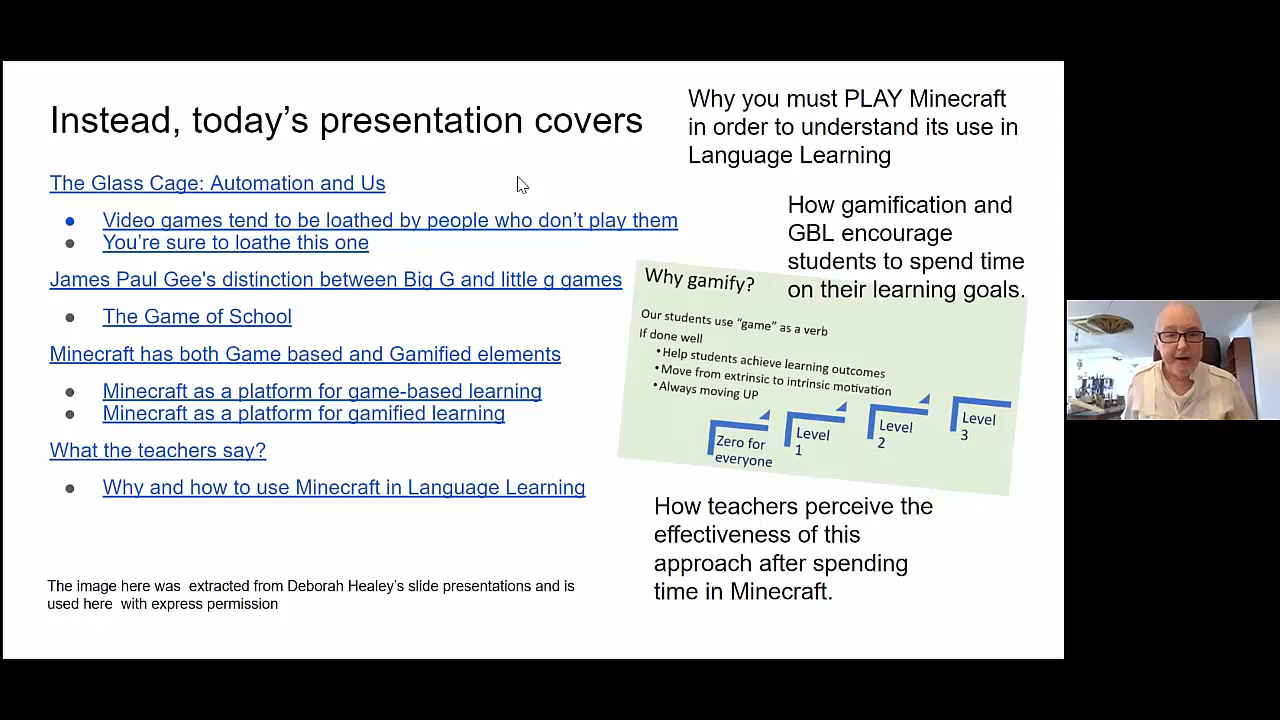 Instead, today's presentation covers
The Glass Cage: Automation and Us
Video games tend to be loathed by people who don't play them
You're sure to loathe this one
James Paul Gee's distinction between Big G and little g games
The Game of School
Minecraft has both Game based and Gamified elements
Minecraft as a platform for game-based learning
Minecraft as a platform for gamified learning
What the teachers say?
Why and how to use Minecraft in Language Learning
The image here was extracted from Deborah Healey's slide presentations and is
used here with express permission
Why you must PLAY Minecraft
in order to understand its use in
Language Learning
How gamification and
GBL encourage
students to spend time
on their learning goals.
Why gamify?
Our students use "game" as a verb
If done well
•Help students achieve learning outcomes
•Move from extrinsic to intrinsic motivation
•Always moving UP
Zero for
everyone
Level
1
Level
2
Level
3
How teachers perceive the
effectiveness of this
approach after spending
time in Minecraft.